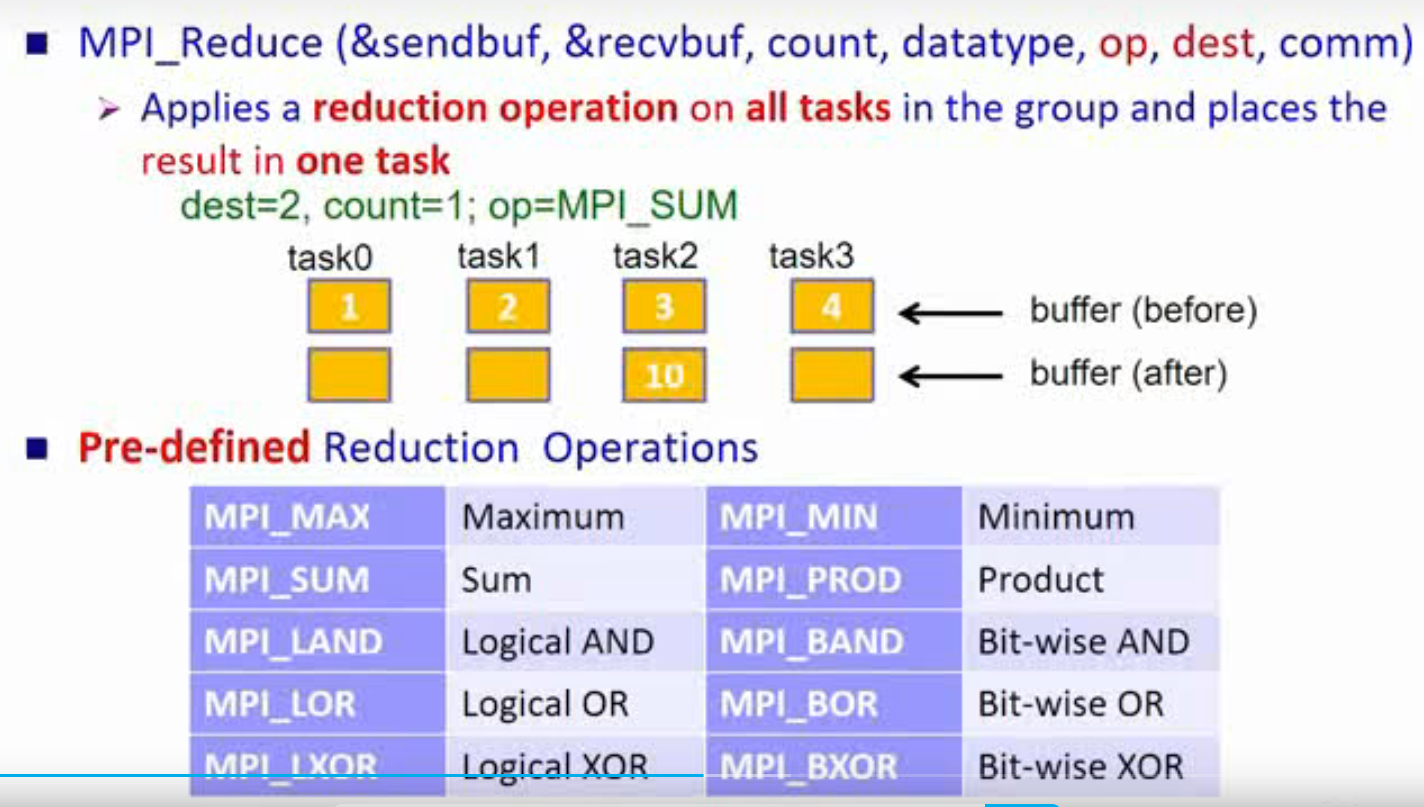 MPI_Reduce (&sendbuf, &recvbuf, count, datatype, op, dest, comm)
Applies a reduction operation on all tasks in the group and places the
result in one task
dest=2, count=1; op=MPI_SUM
task0 task1 task2 task3
1 2 3 4 buffer (before)
10 buffer (after)
Pre-defined Reduction Operations
MPI_MAX Maximum MPI_MIN Minimum
MPI_SUM Sum MPI_PROD Product
MPI_LAND Logical AND MPI_BAND Bit-wise AND
MPI_LOR Logical OR MPI_BOR Bit-wise OR
MPI_LXOR Logical XOR MPI_BXOR Bit-wise XOR